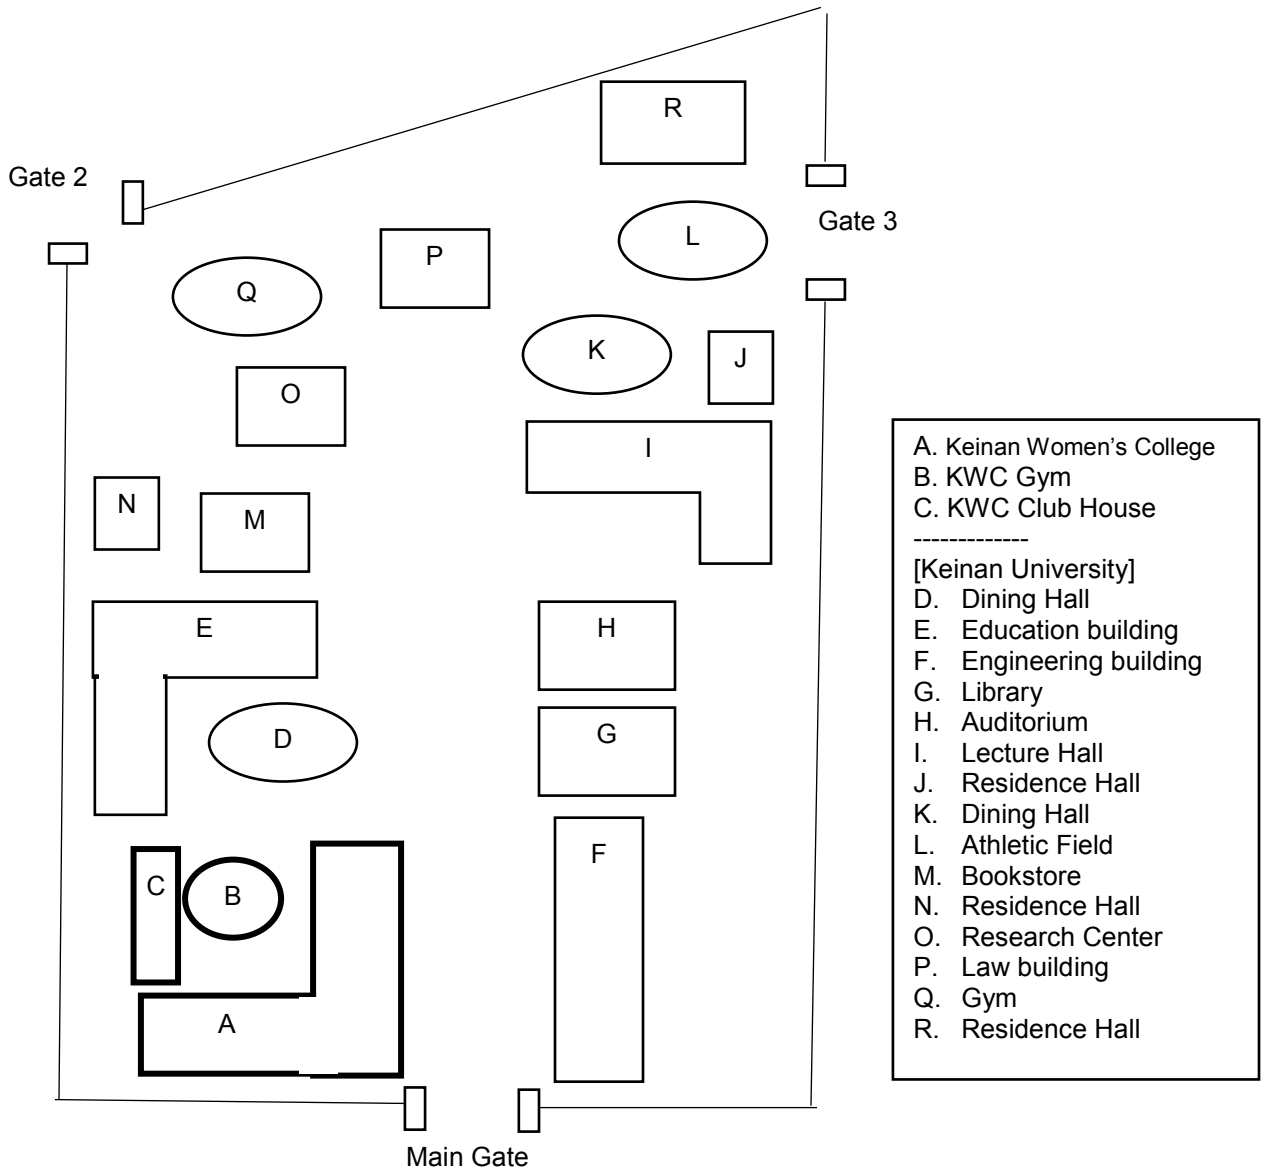 R
Gate 2
Gate 3
L
P
Q
K
J
O
I
N
M
E
H
D
G
F
C
B
A
Main Gate
A. Keinan Women's College
B. KWC Gym
C. KWC Club House
-------------
[Keinan University]
D. Dining Hall
E. Education building
F. Engineering building
G. Library
H. Auditorium
I. Lecture Hall
J. Residence Hall
K. Dining Hall
L. Athletic Field
M. Bookstore
N. Residence Hall
O. Research Center
P. Law building
Q. Gym
R. Residence Hall